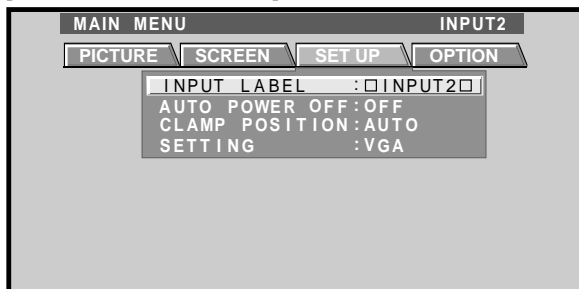 MAIN MENU INPUT2
PICTURE SCREEN SET UP OPTION
INPUT LABEL :□INPUT2□
AUTO POWER OFF:OFF
CLAMP POSITION:AUTO
SETTING :VGA